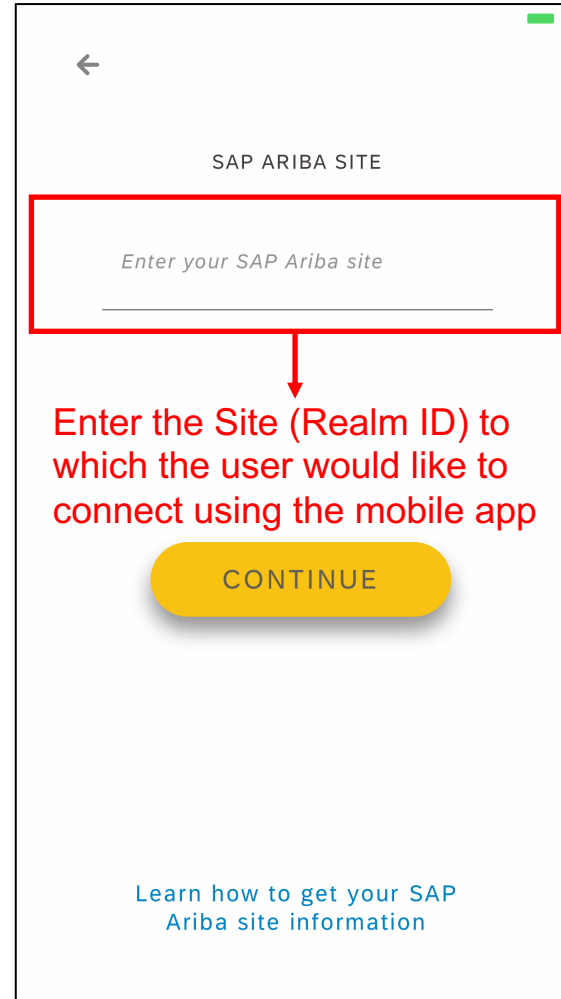 SAP ARIBA SITE
Enter your SAP Ariba site
Enter the Site (Realm ID) to
which the user would like to
connect using the mobile app
CONTINUE
Learn how to get your SAP
Ariba site information